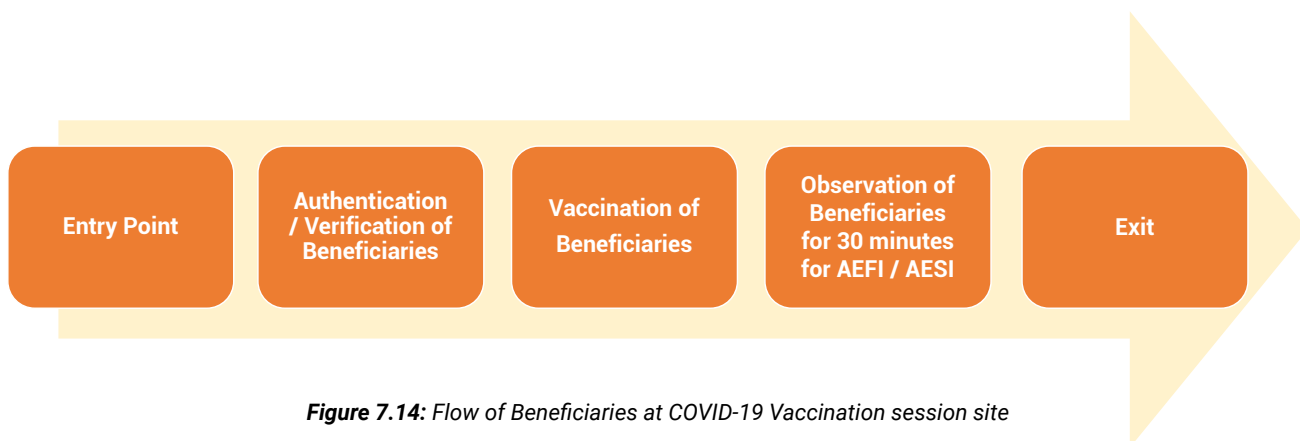 Entry Point
Authentication
/ Verification of
Beneficiaries
Vaccination of
Beneficiaries
Observation of
Beneficiaries
for 30 minutes
for AEFI / AESI
Exit
Figure 7.14: Flow of Beneficiaries at COVID-19 Vaccination session site